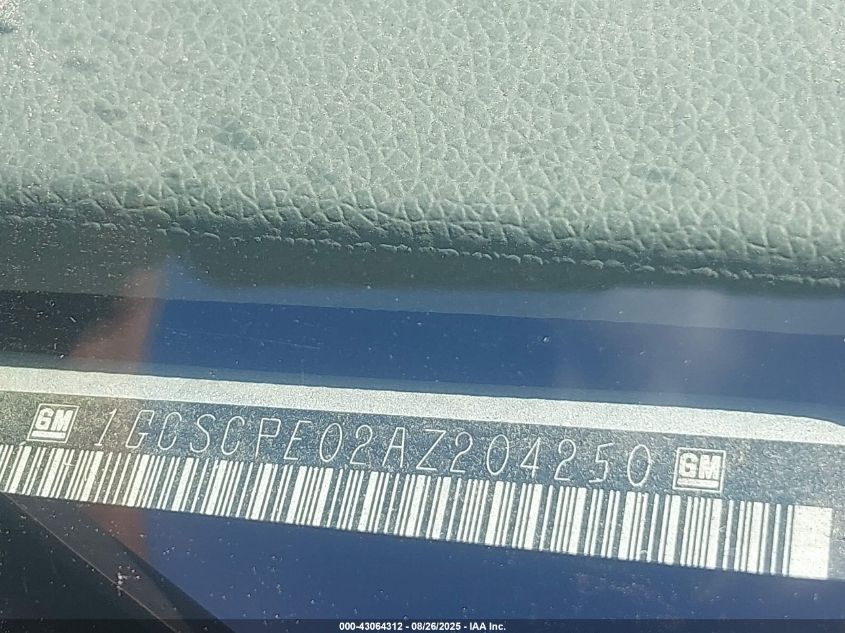 GM 1GCSCPE02AZ204250 GM
000-43064312 - 08/26/2025 - IAA Inc.